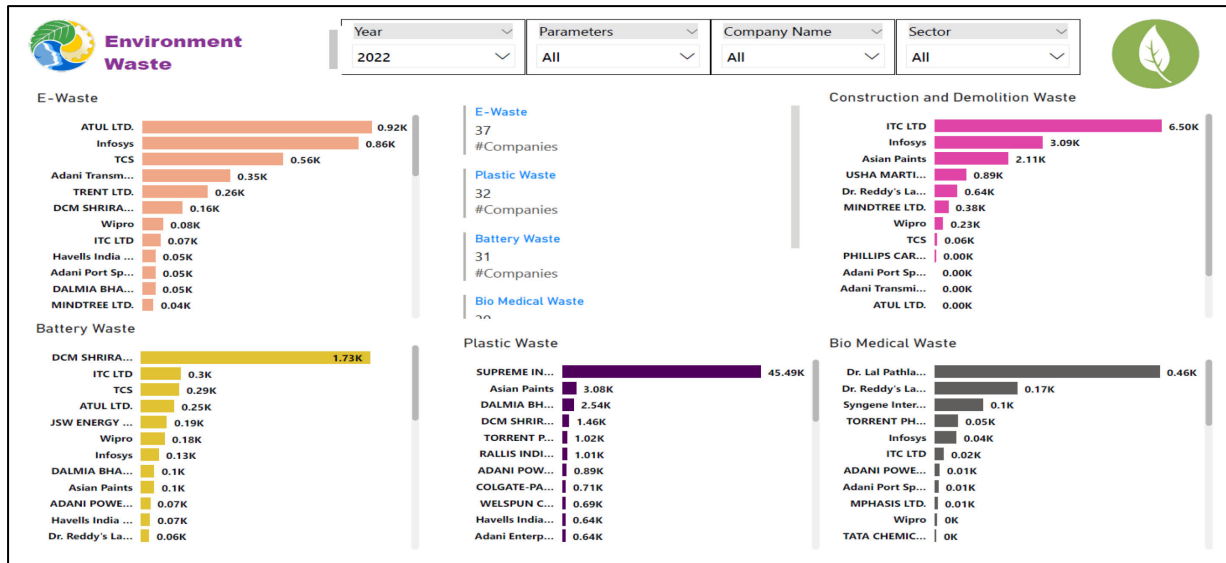 Environment
Waste
Year
2022
Parameters
All
Company Name
All
Sector
All
E-Waste
ATUL LTD. 0.92K
Infosys 0.86K
TCS 0.56K
Adani Transm... 0.35K
TRENT LTD. 0.26K
DCM SHRIRA... 0.16K
Wipro 0.08K
ITC LTD 0.07K
Havells India ... 0.05K
Adani Port Sp... 0.05K
DALMIA BHA... 0.05K
MINDTREE LTD. 0.04K
E-Waste
37
#Companies
Plastic Waste
32
#Companies
Battery Waste
31
#Companies
Bio Medical Waste
Construction and Demolition Waste
ITC LTD 6.50K
Infosys 3.09K
Asian Paints 2.11K
USHA MARTI... 0.89K
Dr. Reddy's La... 0.64K
MINDTREE LTD. 0.38K
Wipro 0.23K
TCS 0.06K
PHILLIPS CAR... 0.00K
Adani Port Sp... 0.00K
Adani Transmi... 0.00K
ATUL LTD. 0.00K
Battery Waste
DCM SHRIRA... 1.73K
ITC LTD 0.3K
TCS 0.29K
ATUL LTD. 0.25K
JSW ENERGY ... 0.19K
Wipro 0.18K
Infosys 0.13K
DALMIA BHA... 0.1K
Asian Paints 0.1K
ADANI POWE... 0.07K
Havells India ... 0.07K
Dr. Reddy's La... 0.06K
Plastic Waste
SUPREME IN... 45.49K
Asian Paints 3.08K
DALMIA BH... 2.54K
DCM SHRIR... 1.46K
TORRENT P... 1.02K
RALLIS INDI... 1.01K
ADANI POW... 0.89K
COLGATE-PA... 0.71K
WELSPUN C... 0.69K
Havells India... 0.64K
Adani Enterp... 0.64K
Bio Medical Waste
Dr. Lal Pathla... 0.46K
Dr. Reddy's La... 0.17K
Syngene Inter... 0.1K
TORRENT PH... 0.05K
Infosys 0.04K
ITC LTD 0.02K
ADANI POWE... 0.01K
Adani Port Sp... 0.01K
MPHASIS LTD. 0.01K
Wipro 0K
TATA CHEMIC... 0K